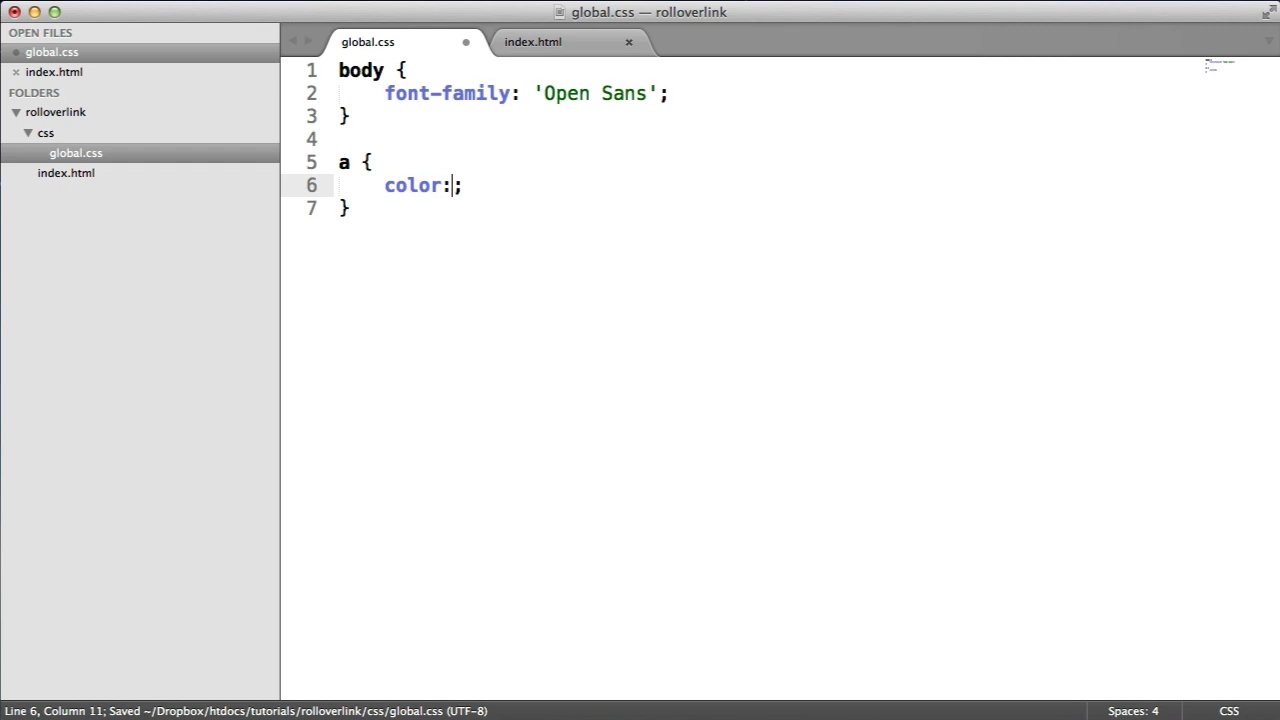 global.css — rolloverlink
OPEN FILES
global.css
index.html
FOLDERS
rolloverlink
css
global.css
index.html
global.css
index.html
1 body {
2 font-family: 'Open Sans';
3 }
4
5 a {
6 color:;
7 }
Line 6, Column 11; Saved ~/Dropbox/htdocs/tutorials/rolloverlink/css/global.css (UTF-8)
Spaces: 4
CSS